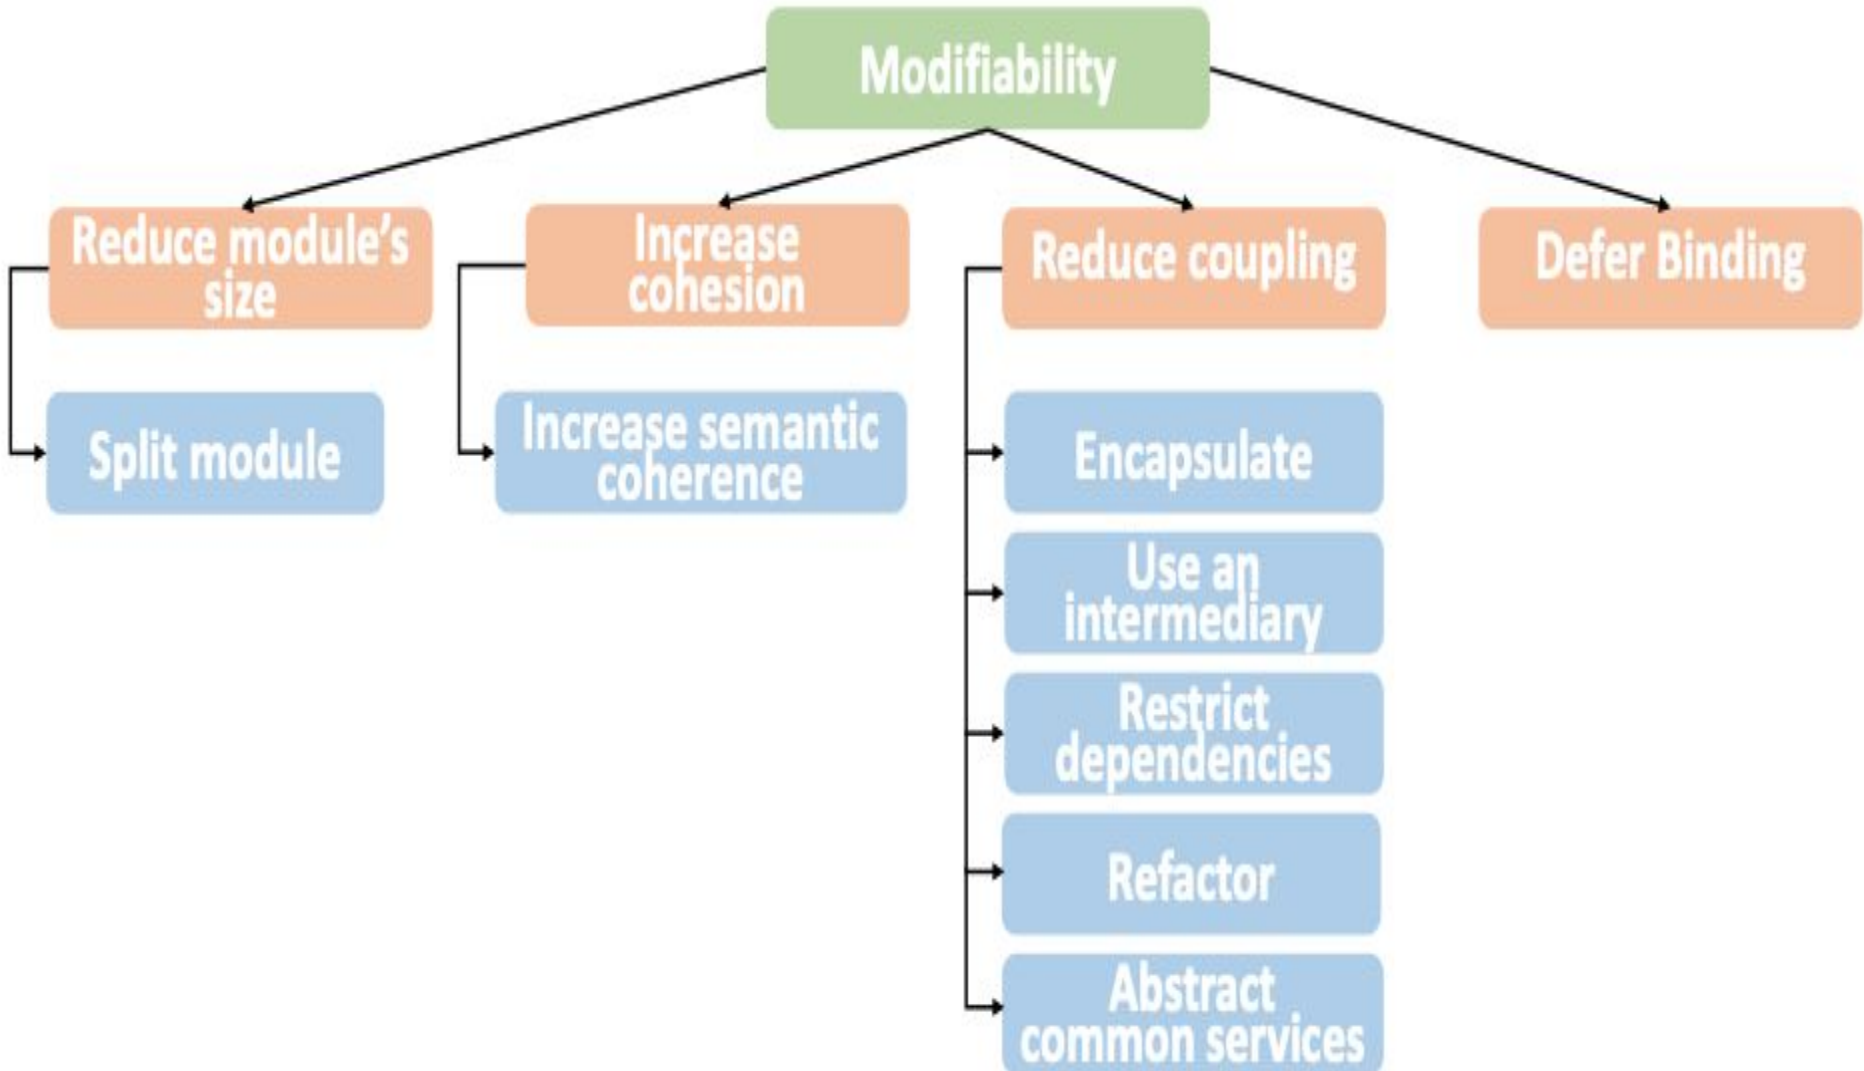 Modifiability
Reduce module’s
size
Increase
cohesion
Reduce coupling
Defer Binding
Split module
Increase semantic
coherence
Encapsulate
Use an
intermediary
Restrict
dependencies
Refactor
Abstract
common services